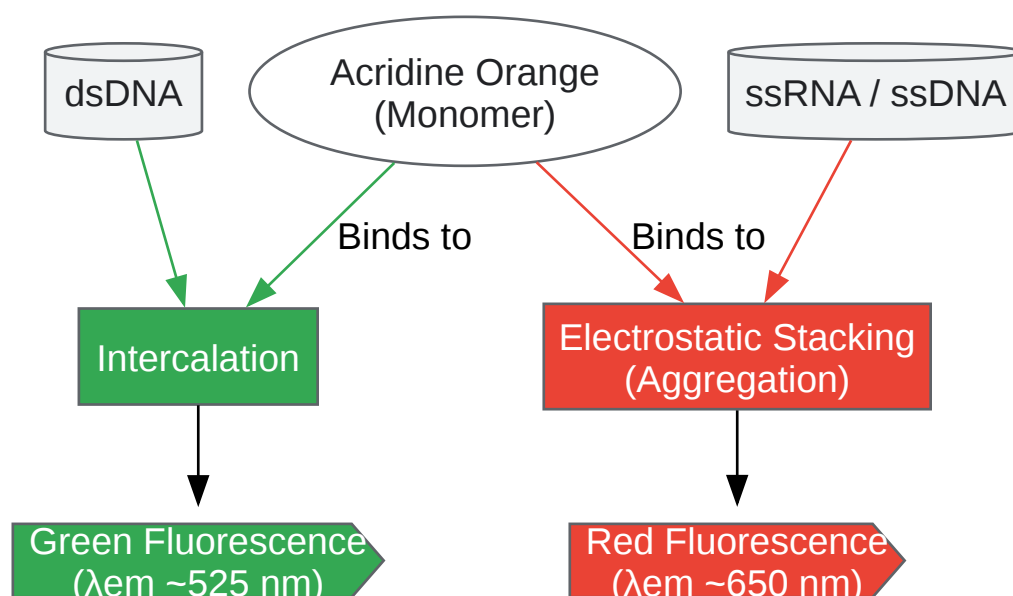 dsDNA
Acridine Orange
(Monomer)
ssRNA / ssDNA
Binds to
Binds to
Intercalation
Electrostatic Stacking
(Aggregation)
Green Fluorescence
(λem ~525 nm)
Red Fluorescence
(λem ~650 nm)